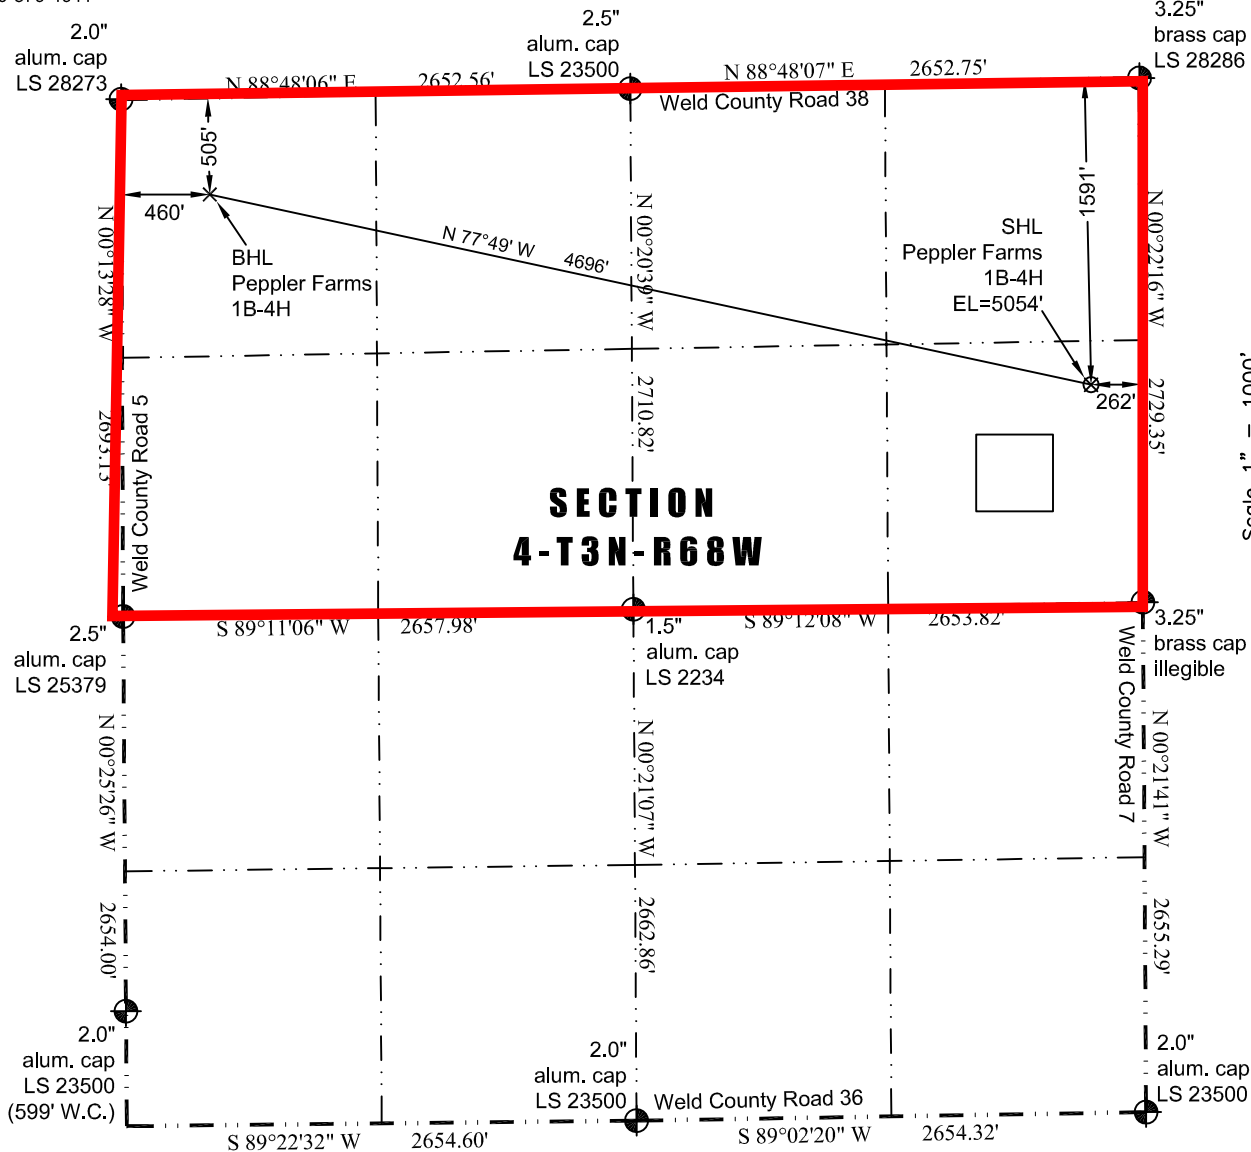 2.0"
alum. cap
LS 28273
2.5"
alum. cap
LS 23500
3.25"
brass cap
LS 28286
N 88°48'06" E 2652.56'
N 88°48'07" E 2652.75'
Weld County Road 38
505'
460'
BHL
Peppler Farms
1B-4H
N 77°49' W 4696'
SHL
Peppler Farms
1B-4H
EL=5054'
1591'
262'
N 00°13'28" W
2693.13'
Weld County Road 5
N 00°20'39" W
2710.82'
N 00°22'16" W
2729.35'
SECTION
4-T3N-R68W
2.5"
alum. cap
LS 25379
S 89°11'06" W 2657.98'
1.5"
alum. cap
LS 2234
S 89°12'08" W 2653.82'
3.25"
brass cap
illegible
Weld County Road 7
N 00°25'26" W
2654.00'
N 00°21'07" W
2662.86'
N 00°21'41" W
2655.29'
2.0"
alum. cap
LS 23500
(599' W.C.)
2.0"
alum. cap
LS 23500
Weld County Road 36
2.0"
alum. cap
LS 23500
S 89°22'32" W 2654.60'
S 89°02'20" W 2654.32'